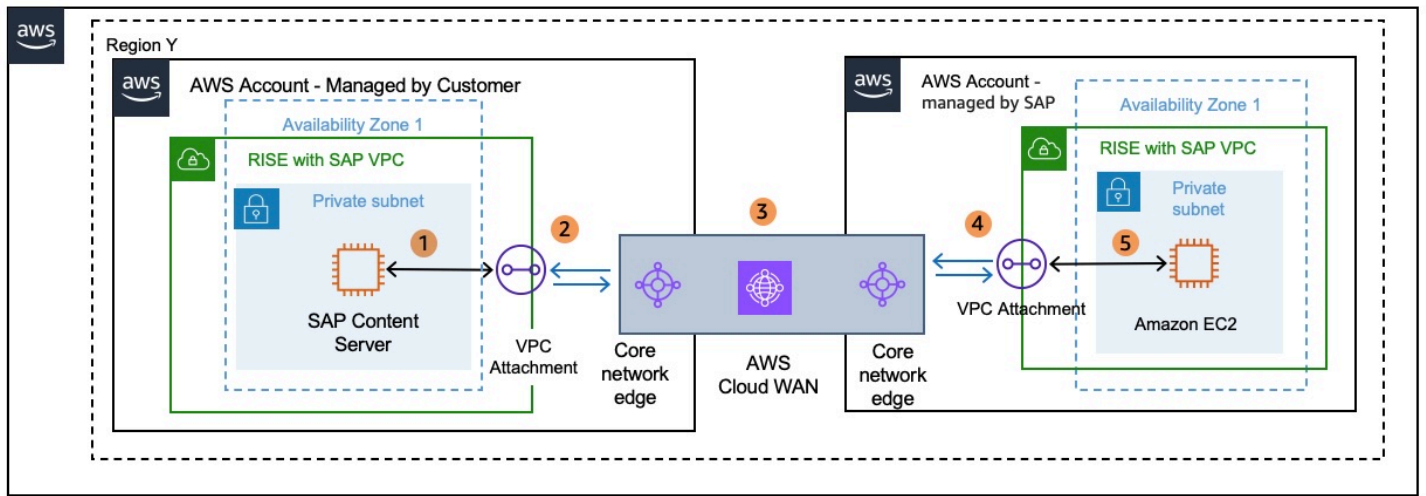 aws
Region Y
aws
AWS Account - Managed by Customer
Availability Zone 1
RISE with SAP VPC
Private subnet
1
SAP Content
Server
VPC
Attachment
2
Core
network
edge
3
AWS
Cloud WAN
Core
network
edge
aws
AWS Account -
managed by SAP
Availability Zone 1
RISE with SAP VPC
Private
subnet
4
VPC Attachment
5
Amazon EC2